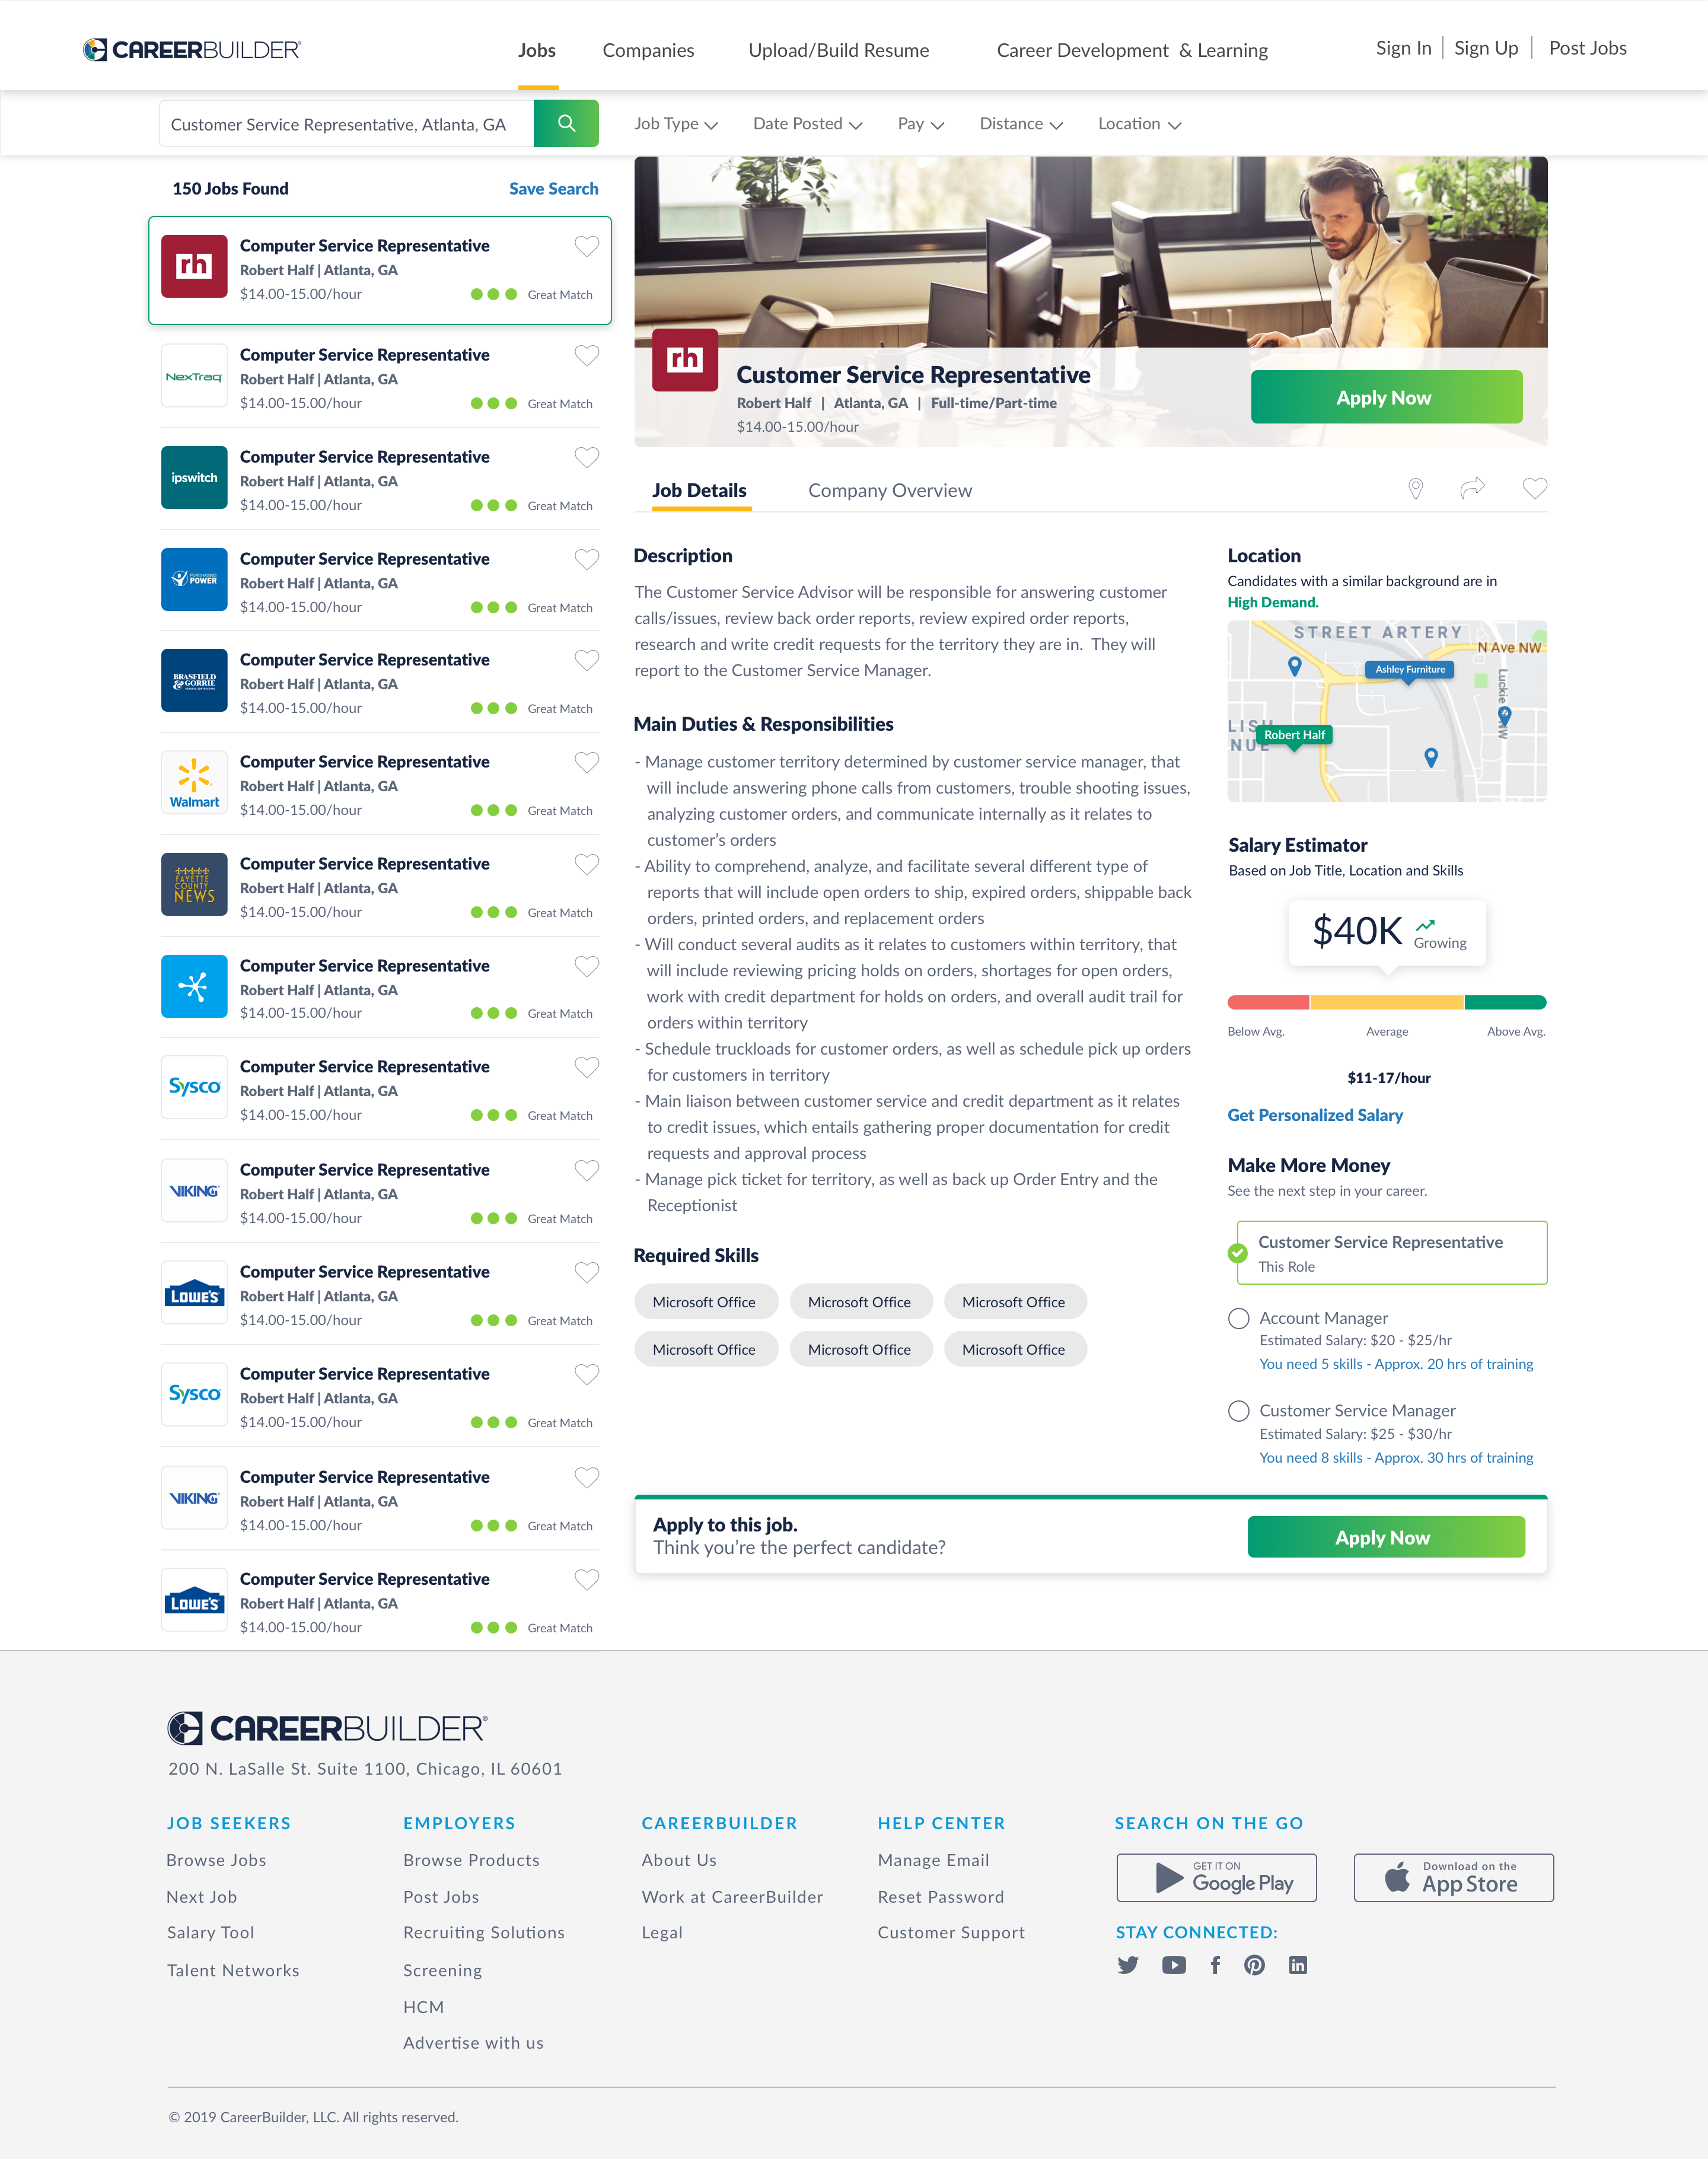 CAREERBUILDER®
Jobs
Companies
Upload/Build Resume
Career Development & Learning
Sign In
Sign Up
Post Jobs
Customer Service Representative, Atlanta, GA
Job Type
Date Posted
Pay
Distance
Location
150 Jobs Found
Save Search
rh
Computer Service Representative
Robert Half | Atlanta, GA
$14.00-15.00/hour
Great Match
NexTraq
Computer Service Representative
Robert Half | Atlanta, GA
$14.00-15.00/hour
Great Match
ipswitch
Computer Service Representative
Robert Half | Atlanta, GA
$14.00-15.00/hour
Great Match
PURCHASING
POWER
Computer Service Representative
Robert Half | Atlanta, GA
$14.00-15.00/hour
Great Match
BRASFIELD
& GORRIE
GENERAL CONTRACTORS
Computer Service Representative
Robert Half | Atlanta, GA
$14.00-15.00/hour
Great Match
Walmart
Computer Service Representative
Robert Half | Atlanta, GA
$14.00-15.00/hour
Great Match
FAYETTE
COUNTY
NEWS
Computer Service Representative
Robert Half | Atlanta, GA
$14.00-15.00/hour
Great Match
Computer Service Representative
Robert Half | Atlanta, GA
$14.00-15.00/hour
Great Match
Sysco
Computer Service Representative
Robert Half | Atlanta, GA
$14.00-15.00/hour
Great Match
VIKING
Computer Service Representative
Robert Half | Atlanta, GA
$14.00-15.00/hour
Great Match
LOWE'S
Computer Service Representative
Robert Half | Atlanta, GA
$14.00-15.00/hour
Great Match
Sysco
Computer Service Representative
Robert Half | Atlanta, GA
$14.00-15.00/hour
Great Match
VIKING
Computer Service Representative
Robert Half | Atlanta, GA
$14.00-15.00/hour
Great Match
LOWE'S
Computer Service Representative
Robert Half | Atlanta, GA
$14.00-15.00/hour
Great Match
rh
Customer Service Representative
Robert Half | Atlanta, GA | Full-time/Part-time
$14.00-15.00/hour
Apply Now
Job Details
Company Overview
Description
The Customer Service Advisor will be responsible for answering customer
calls/issues, review back order reports, review expired order reports,
research and write credit requests for the territory they are in. They will
report to the Customer Service Manager.
Main Duties & Responsibilities
- Manage customer territory determined by customer service manager, that
will include answering phone calls from customers, trouble shooting issues,
analyzing customer orders, and communicate internally as it relates to
customer’s orders
- Ability to comprehend, analyze, and facilitate several different type of
reports that will include open orders to ship, expired orders, shippable back
orders, printed orders, and replacement orders
- Will conduct several audits as it relates to customers within territory, that
will include reviewing pricing holds on orders, shortages for open orders,
work with credit department for holds on orders, and overall audit trail for
orders within territory
- Schedule truckloads for customer orders, as well as schedule pick up orders
for customers in territory
- Main liaison between customer service and credit department as it relates
to credit issues, which entails gathering proper documentation for credit
requests and approval process
- Manage pick ticket for territory, as well as back up Order Entry and the
Receptionist
Required Skills
Microsoft Office
Microsoft Office
Microsoft Office
Microsoft Office
Microsoft Office
Microsoft Office
Location
Candidates with a similar background are in
High Demand.
STREET ARTERY
N Ave NW
Ashley Furniture
Luckie
LISH
NUE
Robert Half
Salary Estimator
Based on Job Title, Location and Skills
$40K
Growing
Below Avg.
Average
Above Avg.
$11-17/hour
Get Personalized Salary
Make More Money
See the next step in your career.
Customer Service Representative
This Role
Account Manager
Estimated Salary: $20 - $25/hr
You need 5 skills - Approx. 20 hrs of training
Customer Service Manager
Estimated Salary: $25 - $30/hr
You need 8 skills - Approx. 30 hrs of training
Apply to this job.
Think you’re the perfect candidate?
Apply Now
CAREERBUILDER®
200 N. LaSalle St. Suite 1100, Chicago, IL 60601
JOB SEEKERS
Browse Jobs
Next Job
Salary Tool
Talent Networks
EMPLOYERS
Browse Products
Post Jobs
Recruiting Solutions
Screening
HCM
Advertise with us
CAREERBUILDER
About Us
Work at CareerBuilder
Legal
HELP CENTER
Manage Email
Reset Password
Customer Support
SEARCH ON THE GO
GET IT ON
Google Play
Download on the
App Store
STAY CONNECTED:
© 2019 CareerBuilder, LLC. All rights reserved.